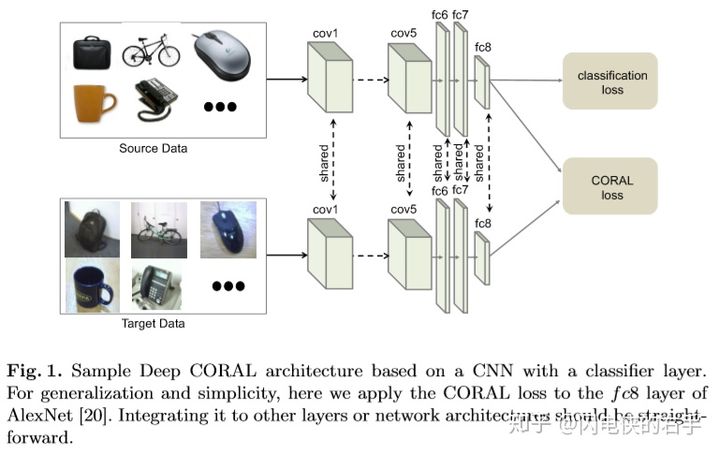 cov1
cov5
fc6
fc7
fc8
classification
loss
Source Data
shared
shared
shared
shared
shared
CORAL
loss
cov1
cov5
fc6
fc7
fc8
Target Data
Fig. 1. Sample Deep CORAL architecture based on a CNN with a classifier layer.
For generalization and simplicity, here we apply the CORAL loss to the fc8 layer of
AlexNet [20]. Integrating it to other layers or network architectures should be straight-
forward.
知乎 @闪电侠的右手